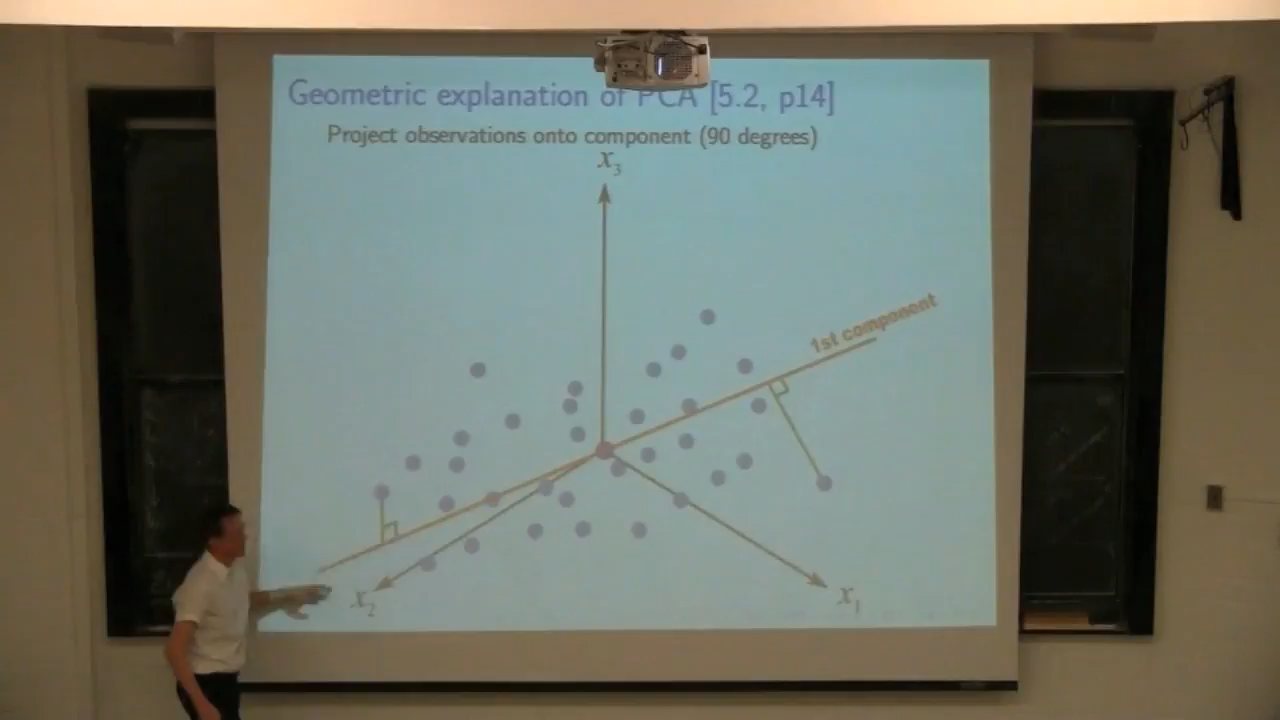 Geometric explanation of PCA [5.2, p14]
Project observations onto component (90 degrees)
x3
1st component
x2
x1